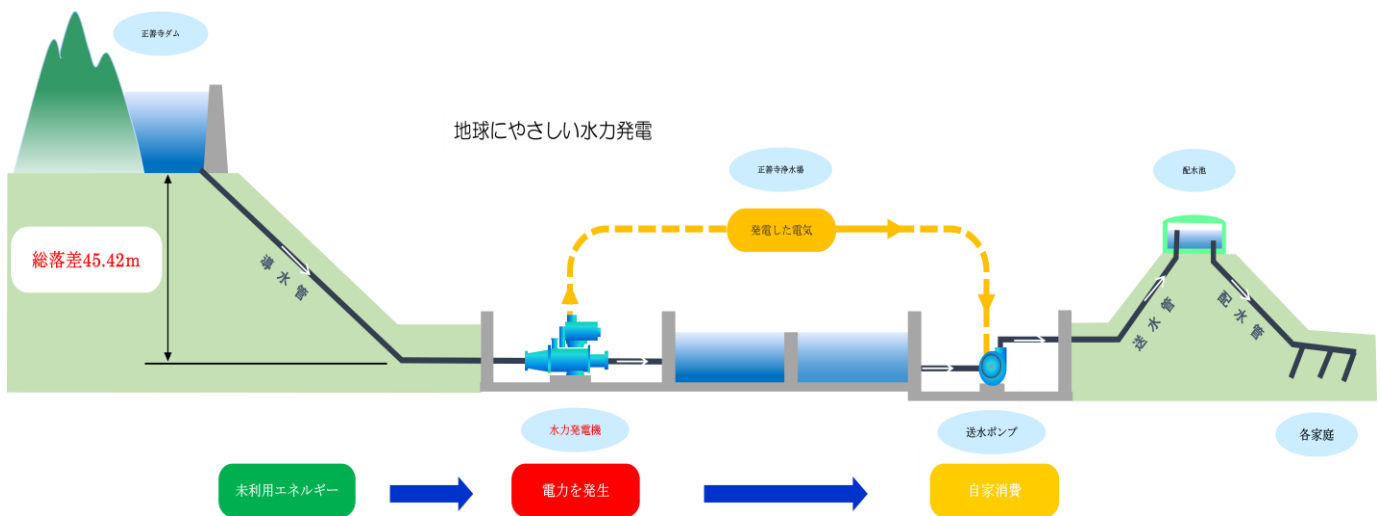 正善寺ダム
地球にやさしい水力発電
正善寺浄水場
配水池
発電した電気
総落差45.42m
導水管
送水管
配水管
水力発電機
送水ポンプ
各家庭
未利用エネルギー
電力を発生
自家消費